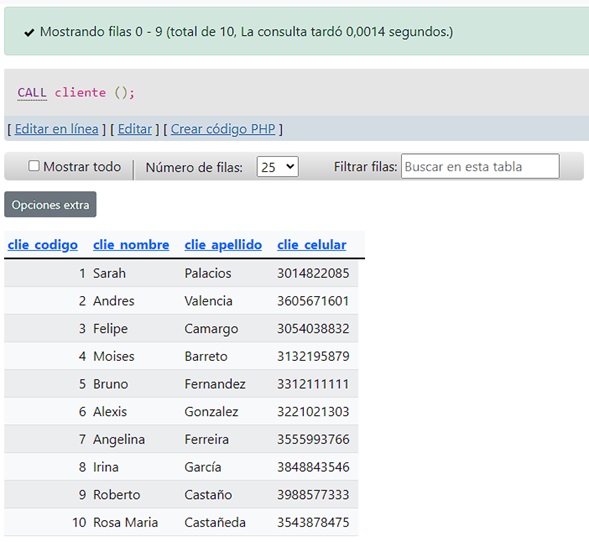 ✔ Mostrando filas 0 - 9 (total de 10, La consulta tardó 0,0014 segundos.)
CALL cliente ();
[ Editar en línea ] [ Editar ] [ Crear código PHP ]
Mostrar todo Número de filas: 25 Filtrar filas: Buscar en esta tabla
Opciones extra
clie_codigo clie_nombre clie_apellido clie_celular
1 Sarah Palacios 3014822085
2 Andres Valencia 3605671601
3 Felipe Camargo 3054038832
4 Moises Barreto 3132195879
5 Bruno Fernandez 3312111111
6 Alexis Gonzalez 3221021303
7 Angelina Ferreira 3555993766
8 Irina García 3848843546
9 Roberto Castaño 3988577333
10 Rosa Maria Castañeda 3543878475